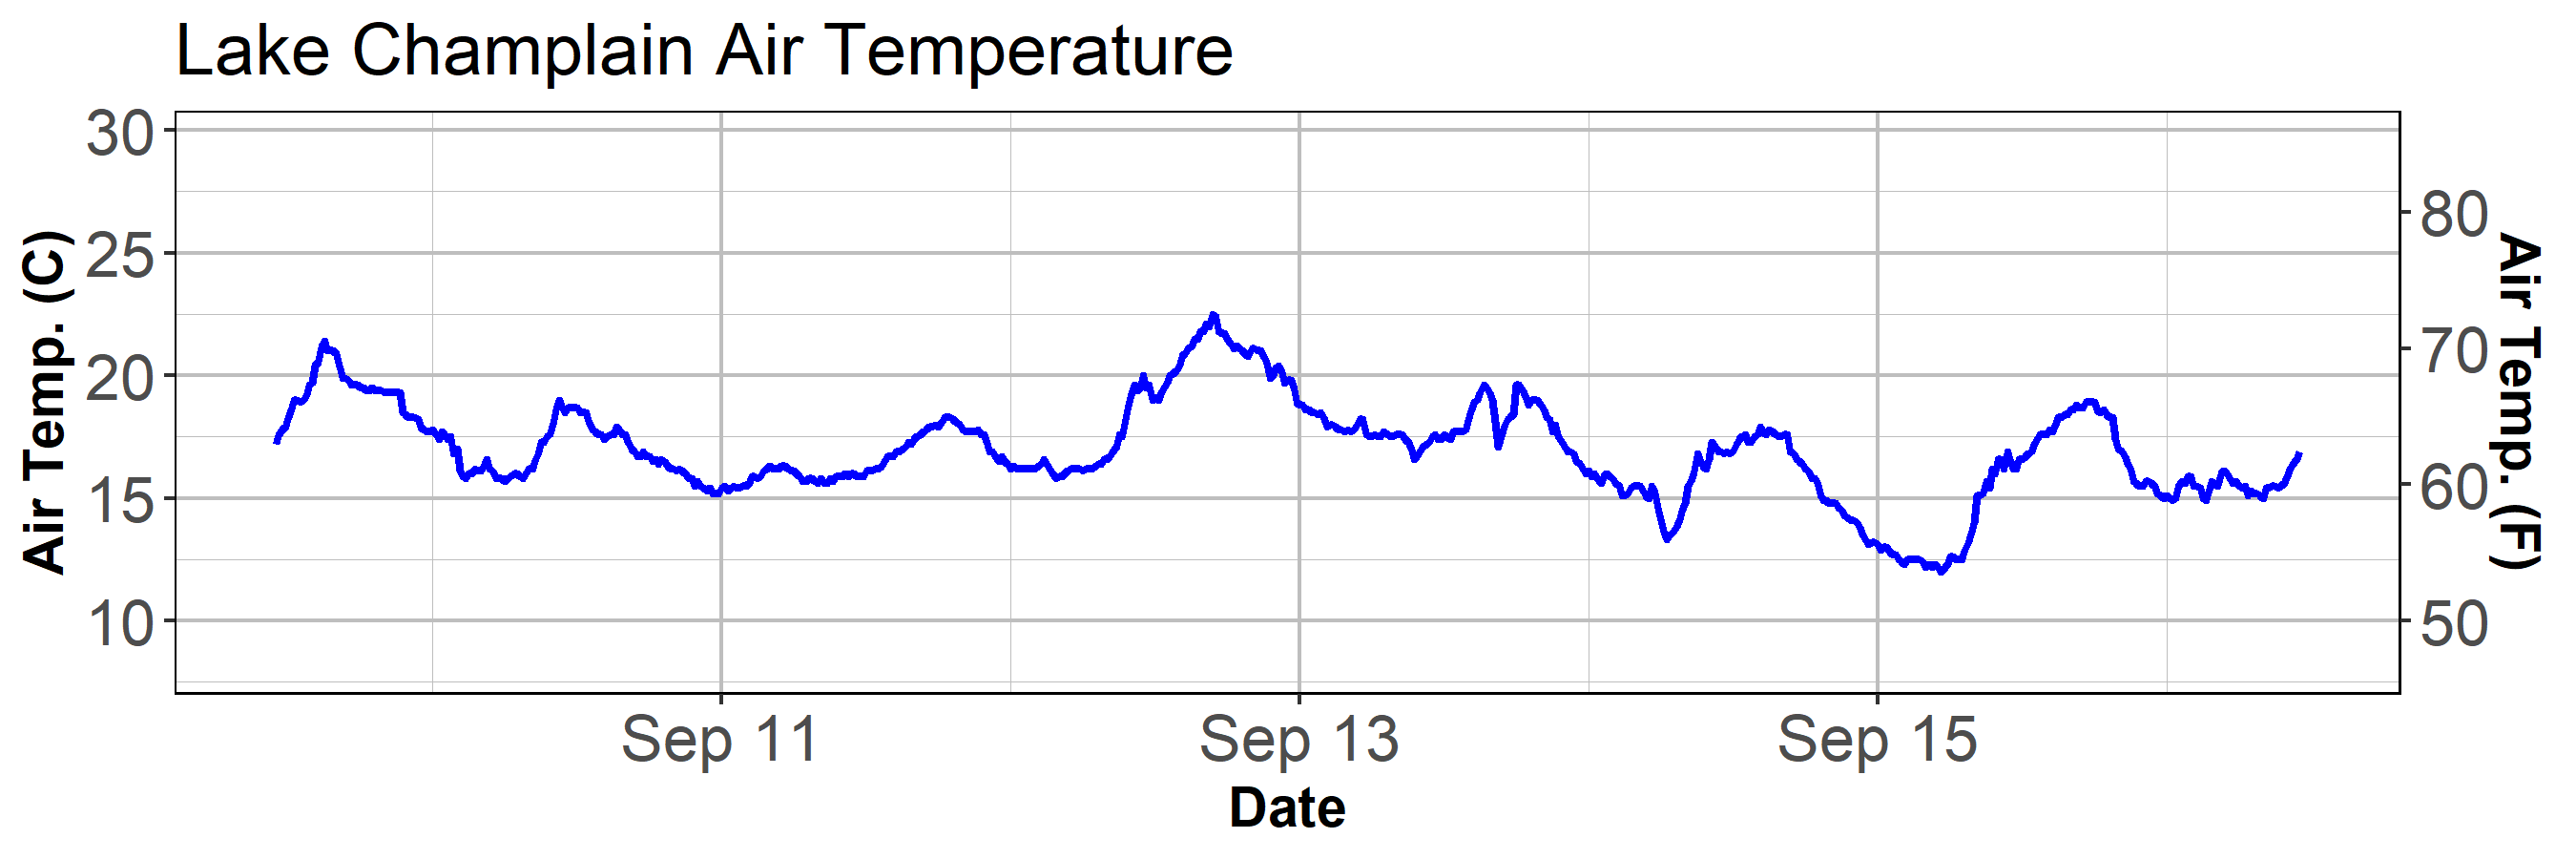 Lake Champlain Air Temperature
30
25
20
15
10
Air Temp. (C)
80
70
60
50
Air Temp. (F)
Sep 11
Sep 13
Sep 15
Date